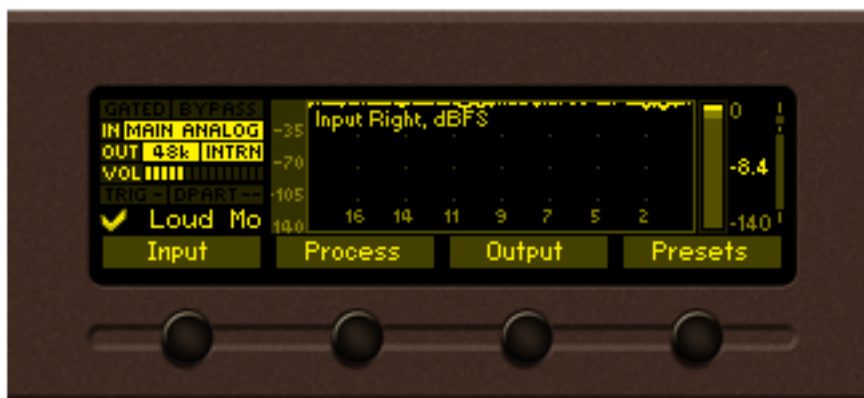 GATED BYPASS
IN MAIN ANALOG
OUT 48k INTRN
VOL
TRIG - DPART --
✓ Loud Mo
-35
-70
-105
140
Input Right, dBFS
16 14 11 9 7 5 2
0
-8.4
-140
Input Process Output Presets